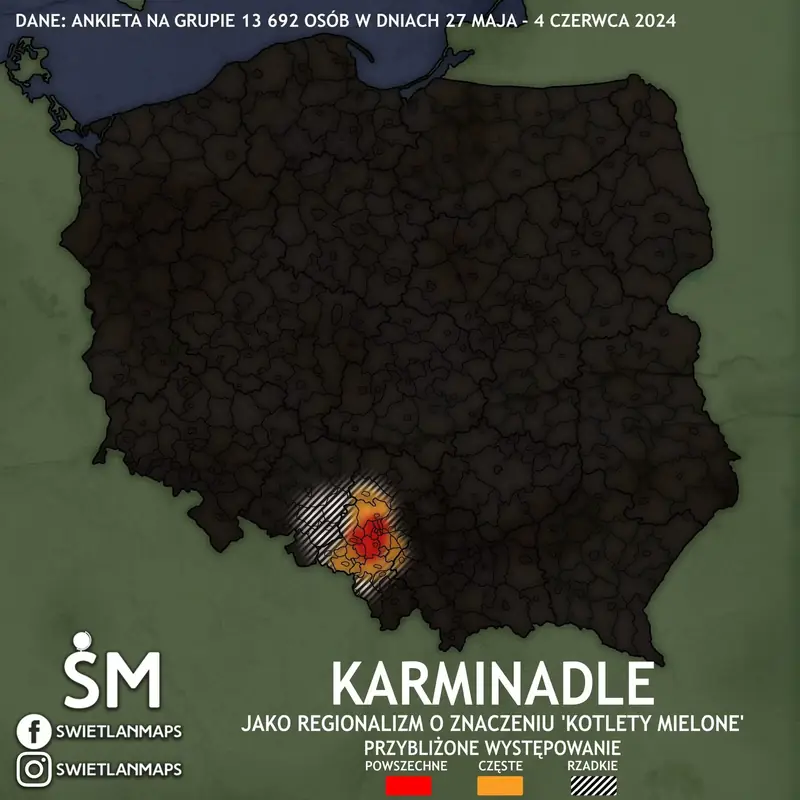 DANE: ANKIETA NA GRUPIE 13 692 OSÓB W DNIACH 27 MAJA - 4 CZERWCA 2024
ŚM
SWIETLANMAPS
SWIETLANMAPS
KARMINADLE
JAKO REGIONALIZM O ZNACZENIU 'KOTLETY MIELONE'
PRZYBLIŻONE WYSTĘPOWANIE
POWSZECHNE CZĘSTE RZADKIE